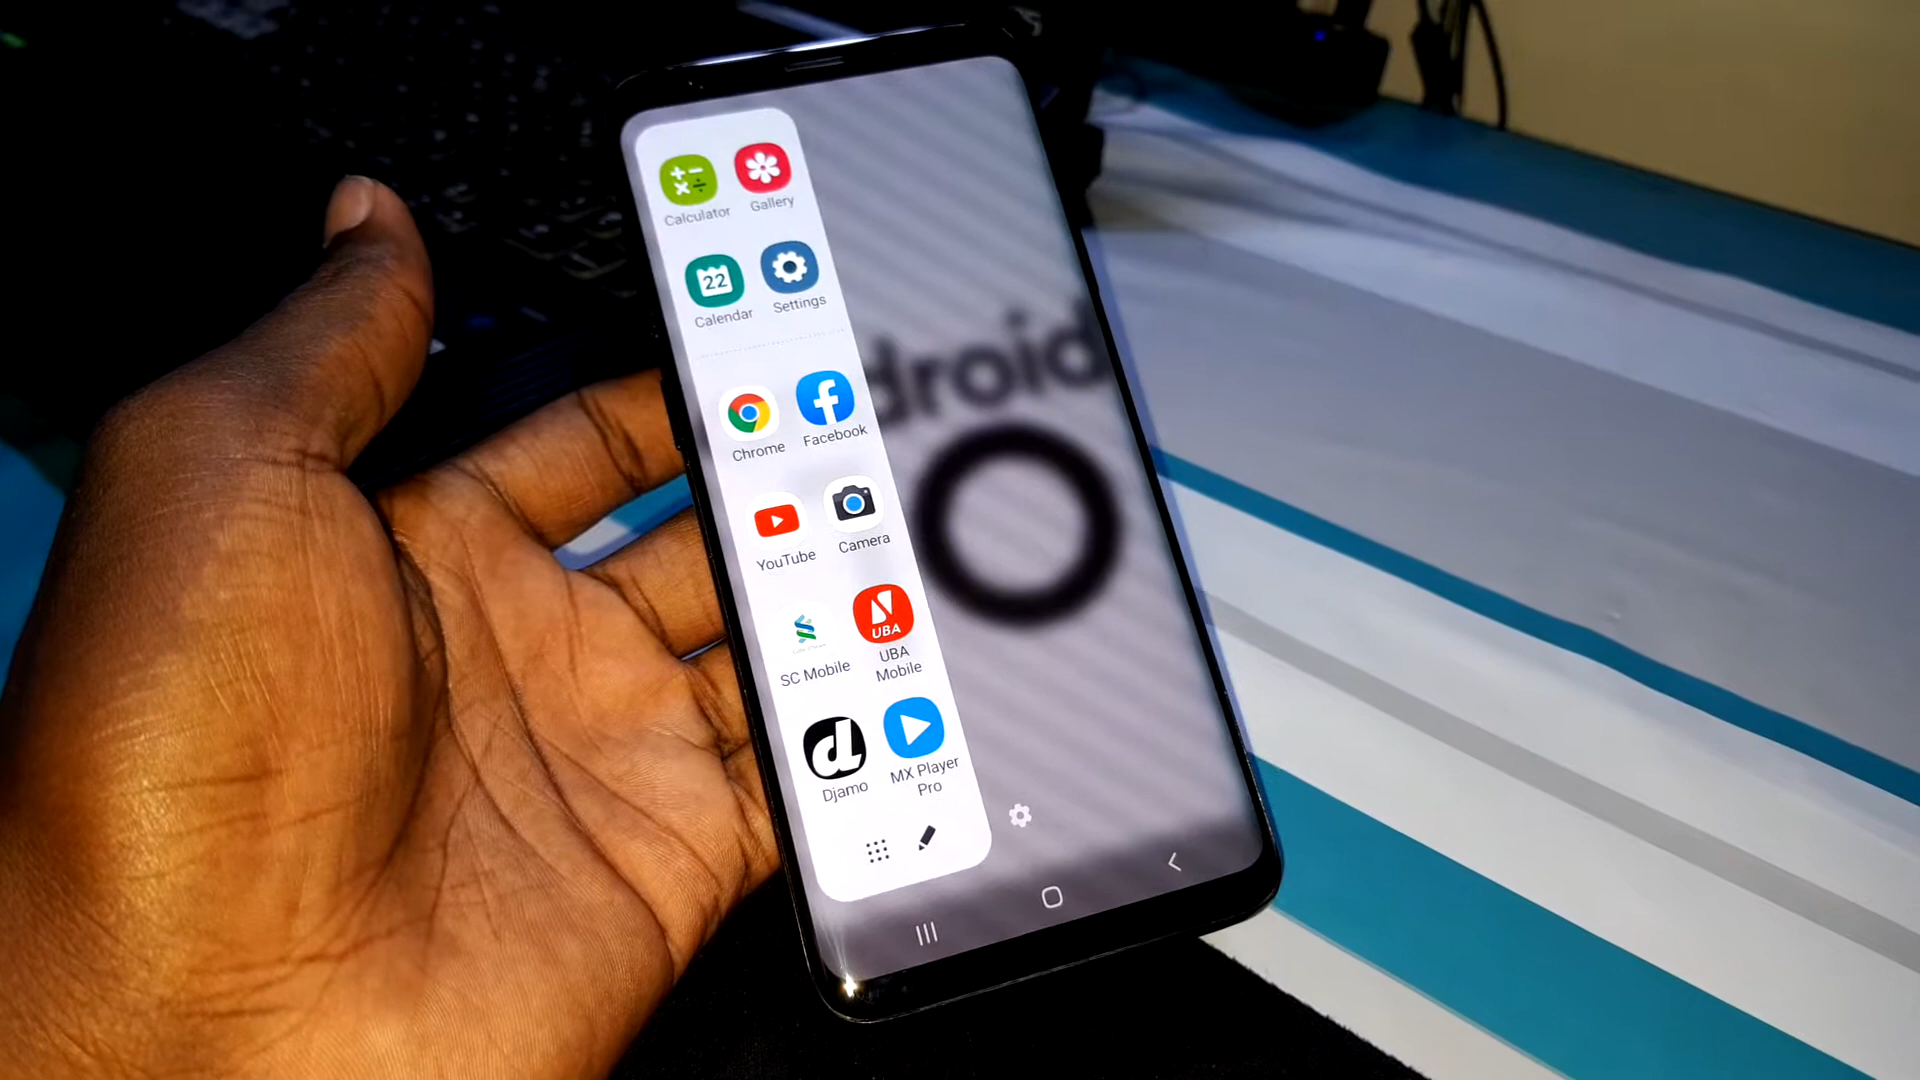 Calculator
Gallery
22
Calendar
Settings
droid
Chrome
Facebook
YouTube
Camera
SC Mobile
UBA
UBA
Mobile
d
Djamo
MX Player
Pro